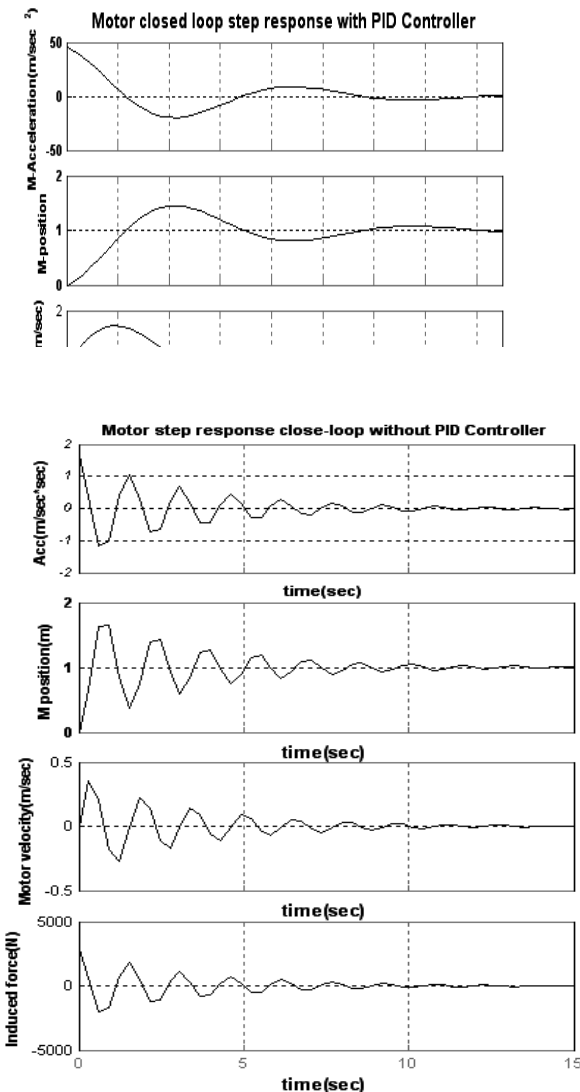 Motor closed loop step response with PID Controller
M-Acceleration(m/sec 2)
50
0
-50
M-position
2
1
0
m/sec)
2
Motor step response close-loop without PID Controller
Acc(m/sec*sec)
2
1
0
-1
-2
time(sec)
M position(m)
2
1
0
time(sec)
Motor velocity(m/sec)
0.5
0
-0.5
time(sec)
Induced force(N)
5000
0
-5000
0
5
10
15
time(sec)